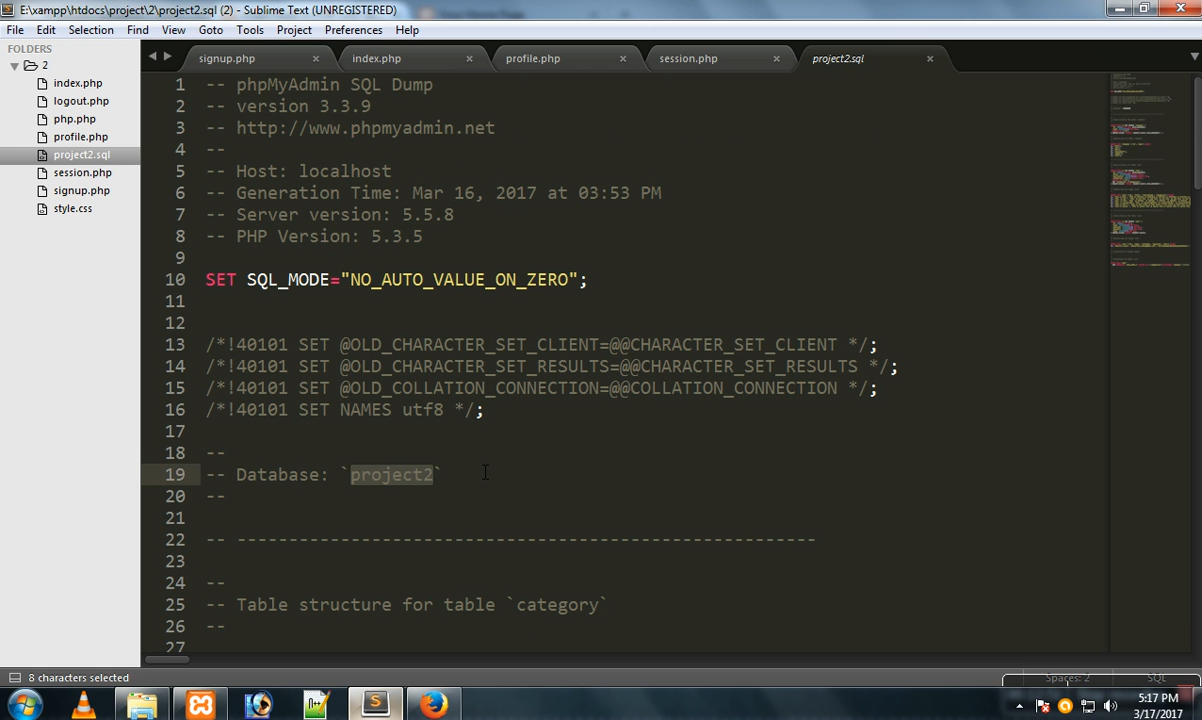 E:\xampp\htdocs\project\2\project2.sql (2) - Sublime Text (UNREGISTERED)
File Edit Selection Find View Goto Tools Project Preferences Help
FOLDERS
2
index.php
logout.php
php.php
profile.php
project2.sql
session.php
signup.php
style.css
signup.php index.php profile.php session.php project2.sql
1 -- phpMyAdmin SQL Dump
2 -- version 3.3.9
3 -- http://www.phpmyadmin.net
4 --
5 -- Host: localhost
6 -- Generation Time: Mar 16, 2017 at 03:53 PM
7 -- Server version: 5.5.8
8 -- PHP Version: 5.3.5
9
10 SET SQL_MODE="NO_AUTO_VALUE_ON_ZERO";
11
12
13 /*!40101 SET @OLD_CHARACTER_SET_CLIENT=@@CHARACTER_SET_CLIENT */;
14 /*!40101 SET @OLD_CHARACTER_SET_RESULTS=@@CHARACTER_SET_RESULTS */;
15 /*!40101 SET @OLD_COLLATION_CONNECTION=@@COLLATION_CONNECTION */;
16 /*!40101 SET NAMES utf8 */;
17
18 --
19 -- Database: `project2`
20 --
21
22 -- --------------------------------------------------------
23
24 --
25 -- Table structure for table `category`
26 --
27
8 characters selected
Spaces: 2 SQL
5:17 PM
3/17/2017